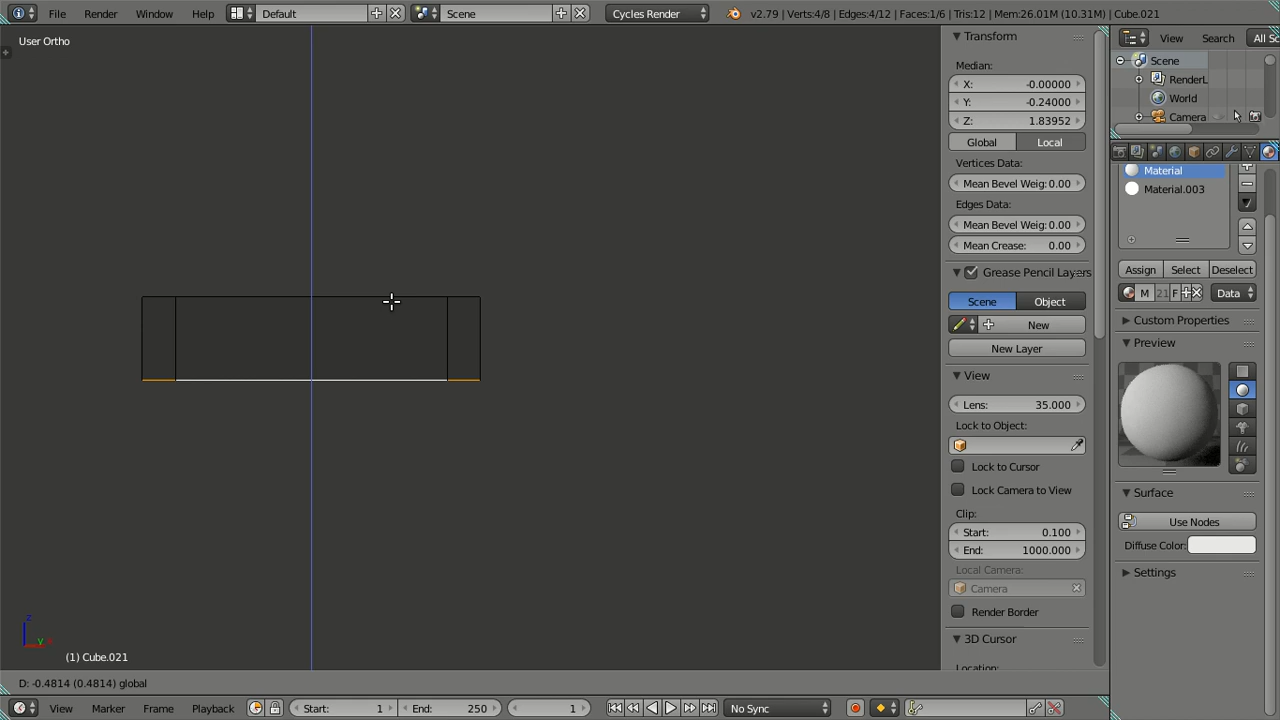 File Render Window Help Default Scene Cycles Render v2.79 | Verts:4/8 | Edges:4/12 | Faces:1/6 | Tris:12 | Mem:26.01M (10.31M) | Cube.021
User Ortho
Transform
Median:
X: -0.00000
Y: -0.24000
Z: 1.83952
Global Local
Vertices Data:
Mean Bevel Weig: 0.00
Edges Data:
Mean Bevel Weig: 0.00
Mean Crease: 0.00
Grease Pencil Layers
Scene Object
New
New Layer
View
Lens: 35.000
Lock to Object:
Lock to Cursor
Lock Camera to View
Clip:
Start: 0.100
End: 1000.000
Local Camera:
Camera
Render Border
3D Cursor
Location:
View Search All Sc
Scene
RenderL
World
Camera
Material
Material.003
Assign Select Deselect
M 21 F Data
Custom Properties
Preview
Surface
Use Nodes
Diffuse Color:
Settings
z
y x
(1) Cube.021
D: -0.4814 (0.4814) global
View Marker Frame Playback Start: 1 End: 250 1 No Sync